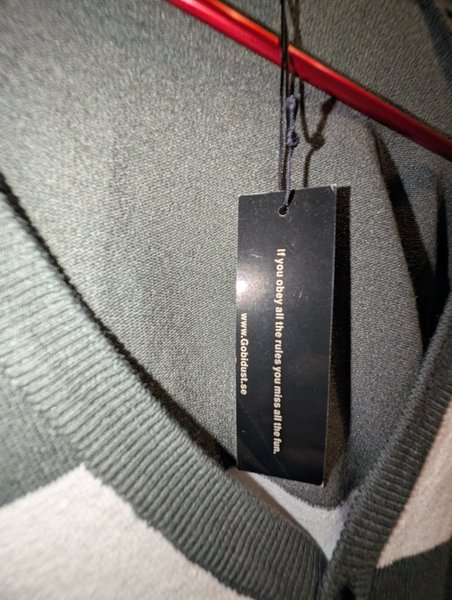 If you obey all the rules you miss all the fun.
www.Gobidust.se